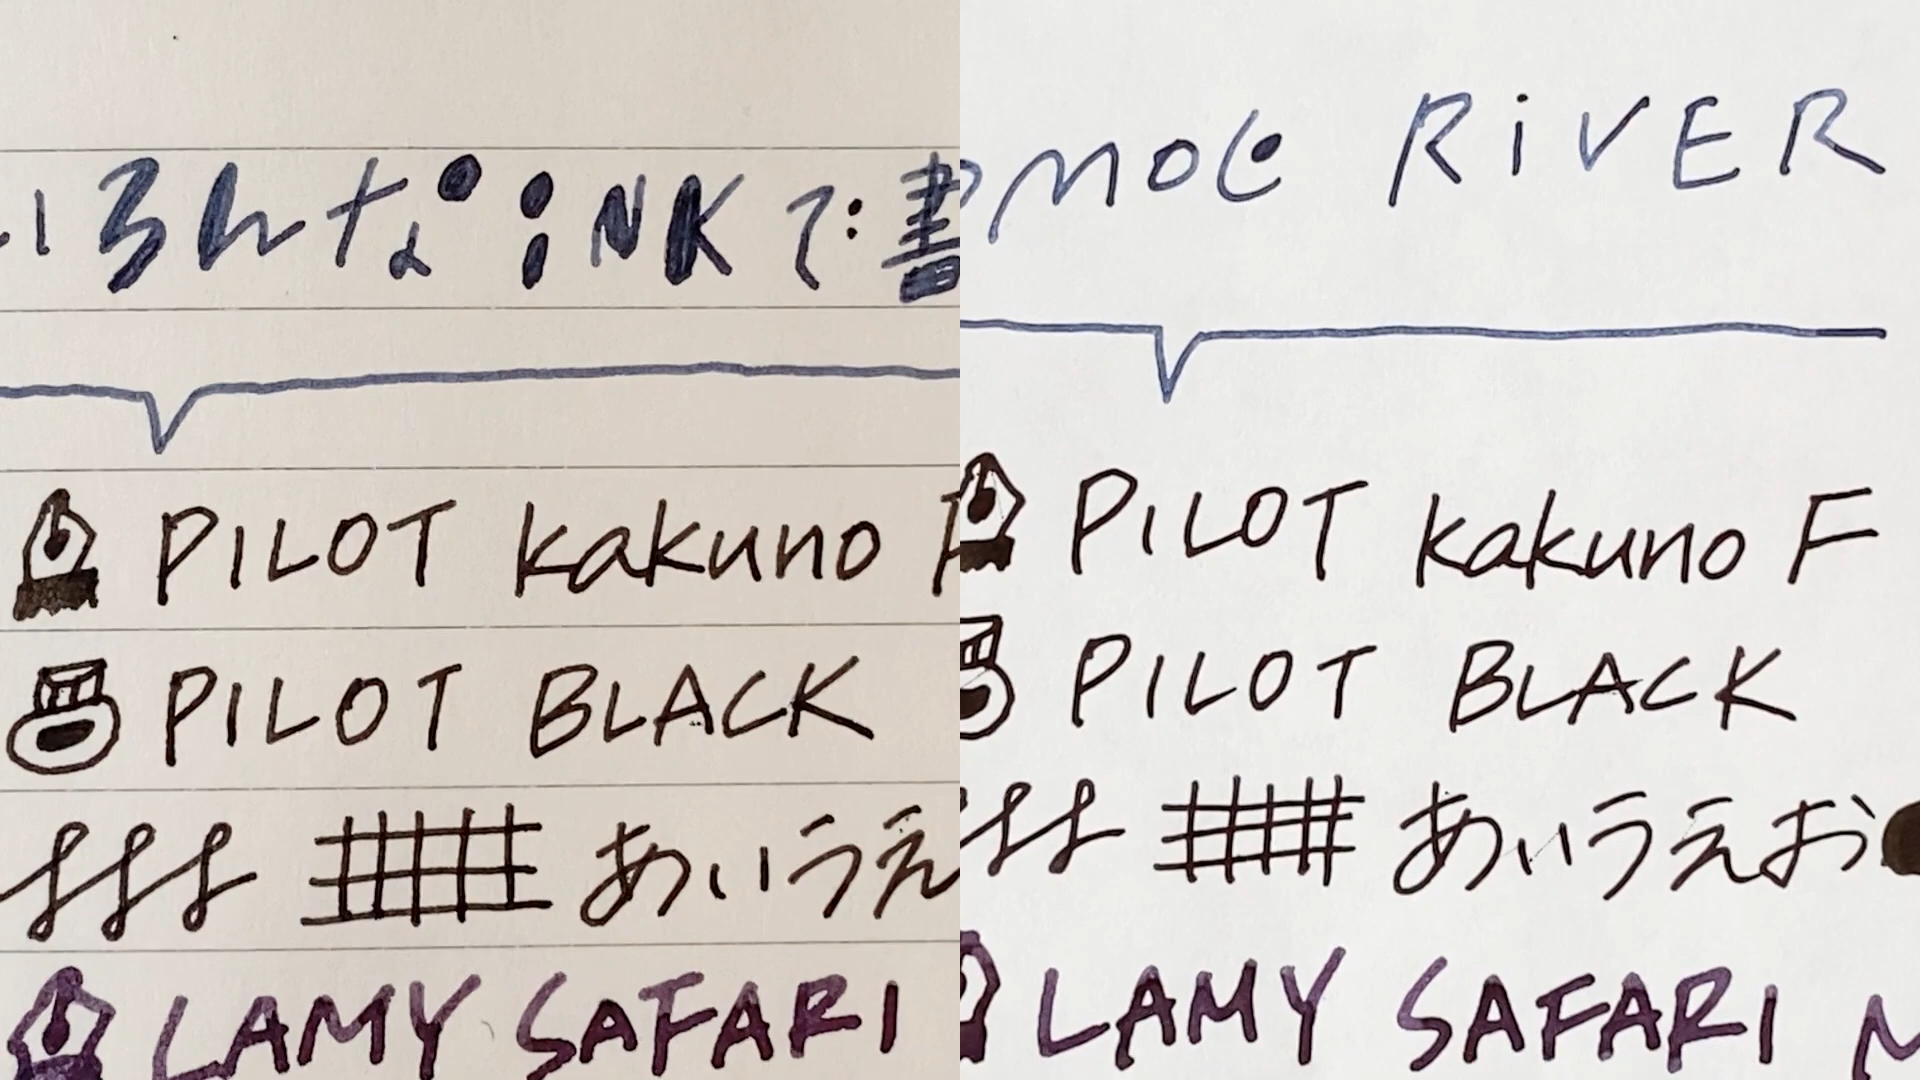 いろんなiNKで書
PILOT kakuno F
PILOT BLACK
あいうえ
LAMY SAFARI
omoe RiVER
PILOT kakuno F
PILOT BLACK
あいうえお
LAMY SAFARI M